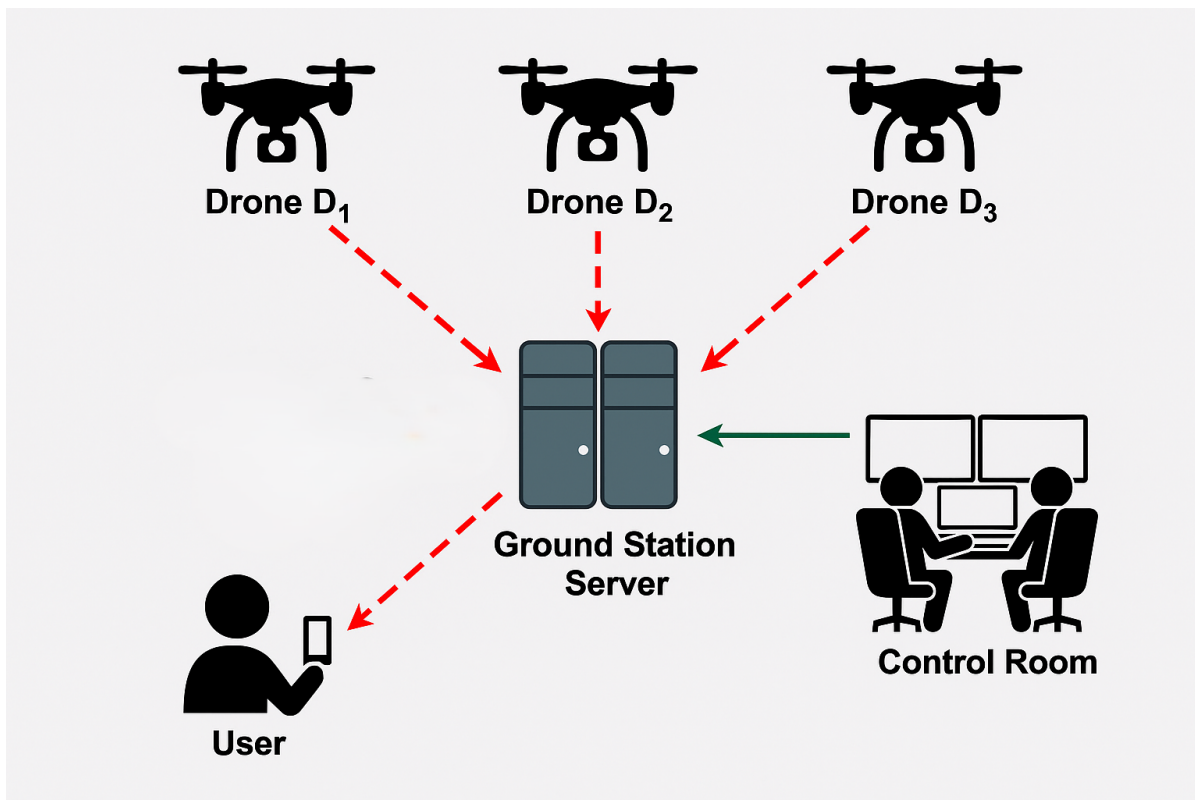 Drone D₁
Drone D₂
Drone D₃
Ground Station
Server
Control Room
User